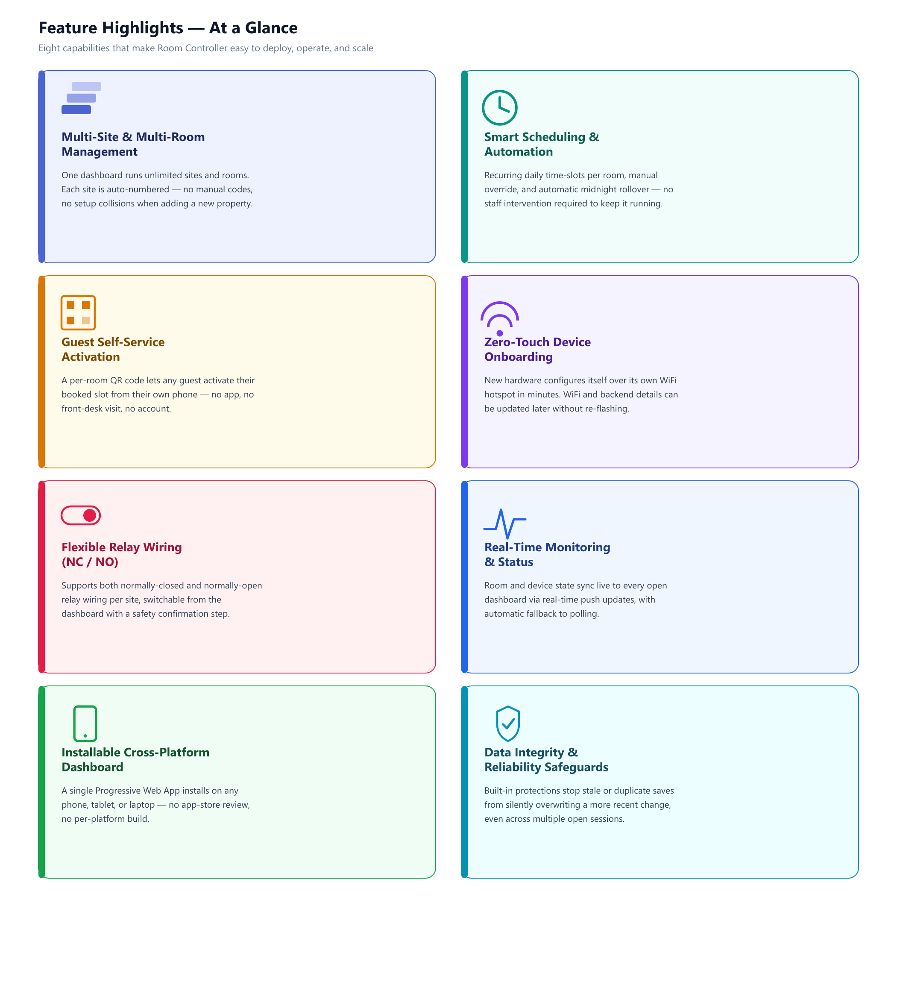 Feature Highlights — At a Glance
Eight capabilities that make Room Controller easy to deploy, operate, and scale
Multi-Site & Multi-Room
Management
One dashboard runs unlimited sites and rooms.
Each site is auto-numbered — no manual codes,
no setup collisions when adding a new property.
Smart Scheduling &
Automation
Recurring daily time-slots per room, manual
override, and automatic midnight rollover — no
staff intervention required to keep it running.
Guest Self-Service
Activation
A per-room QR code lets any guest activate their
booked slot from their own phone — no app, no
front-desk visit, no account.
Zero-Touch Device
Onboarding
New hardware configures itself over its own WiFi
hotspot in minutes. WiFi and backend details can
be updated later without re-flashing.
Flexible Relay Wiring
(NC / NO)
Supports both normally-closed and normally-open
relay wiring per site, switchable from the
dashboard with a safety confirmation step.
Real-Time Monitoring
& Status
Room and device state sync live to every open
dashboard via real-time push updates, with
automatic fallback to polling.
Installable Cross-Platform
Dashboard
A single Progressive Web App installs on any
phone, tablet, or laptop — no app-store review,
no per-platform build.
Data Integrity &
Reliability Safeguards
Built-in protections stop stale or duplicate saves
from silently overwriting a more recent change,
even across multiple open sessions.